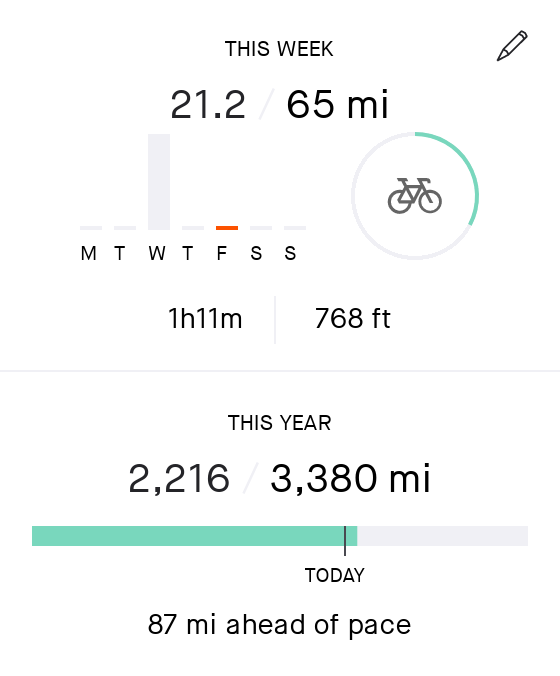 THIS WEEK
21.2 / 65 mi
M T W T F S S
1h11m 768 ft
THIS YEAR
2,216 / 3,380 mi
TODAY
87 mi ahead of pace